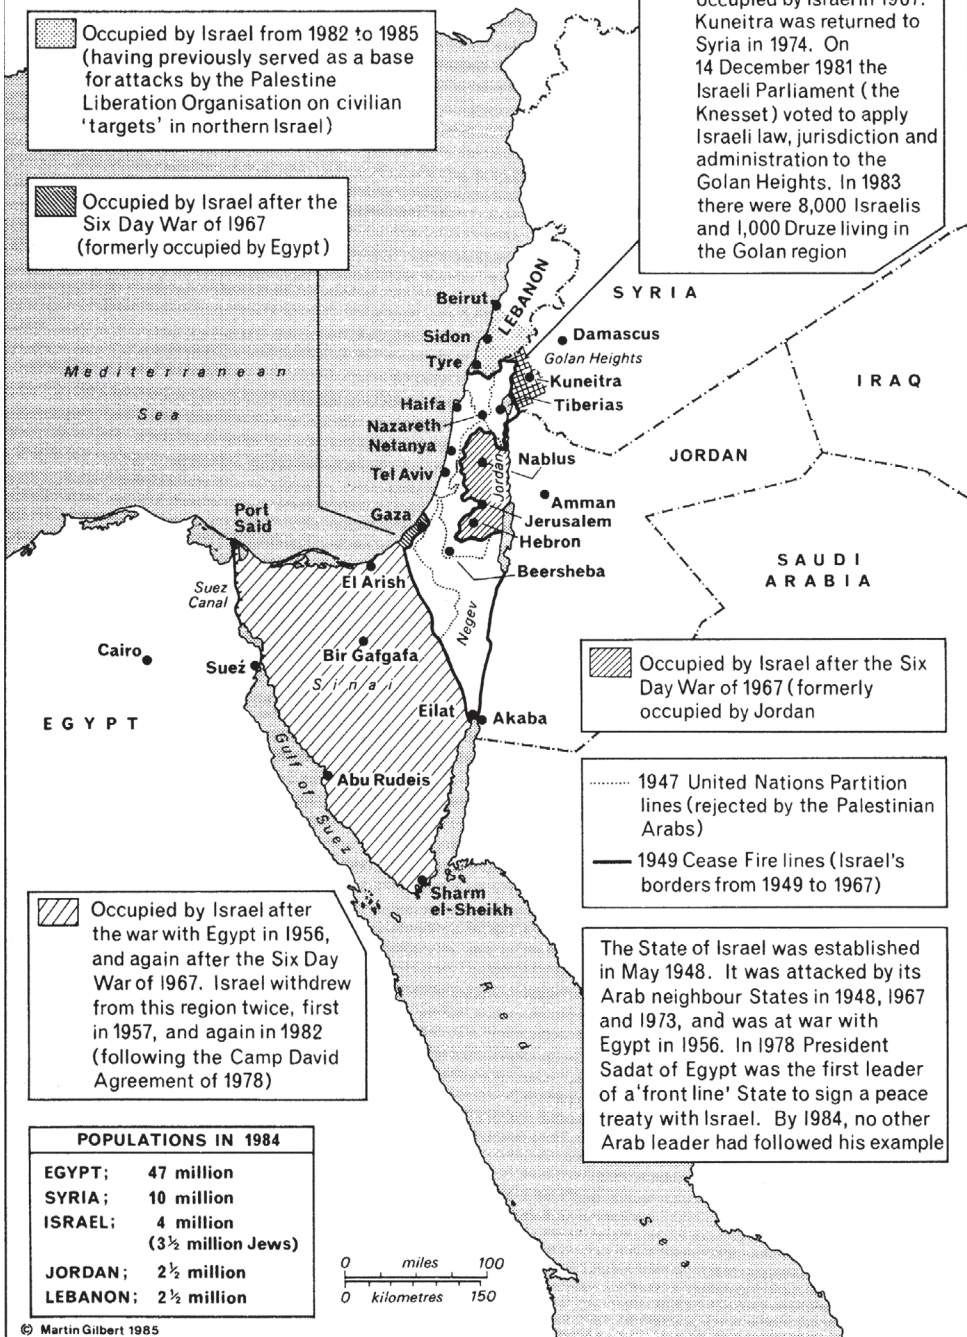 Occupied by Israel from 1982 to 1985
(having previously served as a base
for attacks by the Palestine
Liberation Organisation on civilian
'targets' in northern Israel)
occupied by Israel in 1967.
Kuneitra was returned to
Syria in 1974. On
14 December 1981 the
Israeli Parliament (the
Knesset) voted to apply
Israeli law, jurisdiction and
administration to the
Golan Heights. In 1983
there were 8,000 Israelis
and 1,000 Druze living in
the Golan region
Occupied by Israel after the
Six Day War of 1967
(formerly occupied by Egypt)
LEBANON
SYRIA
Beirut
Sidon
Damascus
Tyre
Golan Heights
Mediterranean
Sea
Kuneitra
IRAQ
Haifa
Tiberias
Nazareth
Netanya
Nablus
JORDAN
Tel Aviv
Jordan
Amman
Gaza
Jerusalem
Port
Said
Hebron
Beersheba
SAUDI
ARABIA
El Arish
Suez
Canal
Negev
Cairo
Bir Gafgafa
Suez
Sinai
Eilat
Akaba
EGYPT
Gulf of Suez
Abu Rudeis
Sharm
el-Sheikh
Red
Sea
Occupied by Israel after the Six
Day War of 1967 (formerly
occupied by Jordan
1947 United Nations Partition
lines (rejected by the Palestinian
Arabs)
1949 Cease Fire lines (Israel's
borders from 1949 to 1967)
Occupied by Israel after
the war with Egypt in 1956,
and again after the Six Day
War of 1967. Israel withdrew
from this region twice, first
in 1957, and again in 1982
(following the Camp David
Agreement of 1978)
The State of Israel was established
in May 1948. It was attacked by its
Arab neighbour States in 1948, 1967
and 1973, and was at war with
Egypt in 1956. In 1978 President
Sadat of Egypt was the first leader
of a 'front line' State to sign a peace
treaty with Israel. By 1984, no other
Arab leader had followed his example
POPULATIONS IN 1984
EGYPT; 47 million
SYRIA; 10 million
ISRAEL; 4 million
(3½ million Jews)
JORDAN; 2½ million
LEBANON; 2½ million
0 miles 100
0 kilometres 150
© Martin Gilbert 1985